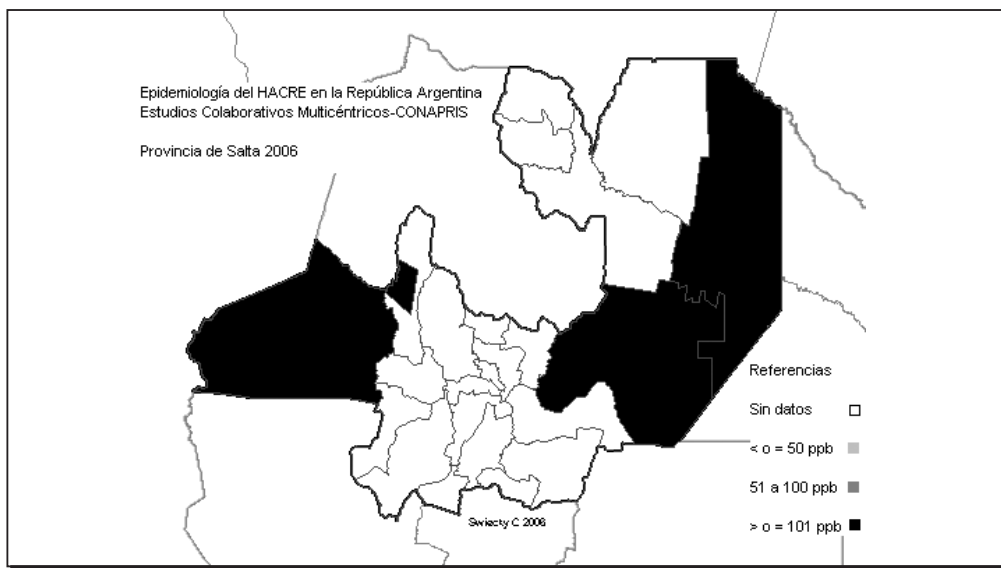 Epidemiología del HACRE en la República Argentina
Estudios Colaborativos Multicéntricos-CONAPRIS
Provincia de Salta 2006
Referencias
Sin datos
< o = 50 ppb
51 a 100 ppb
> o = 101 ppb
Swiecky C 2006